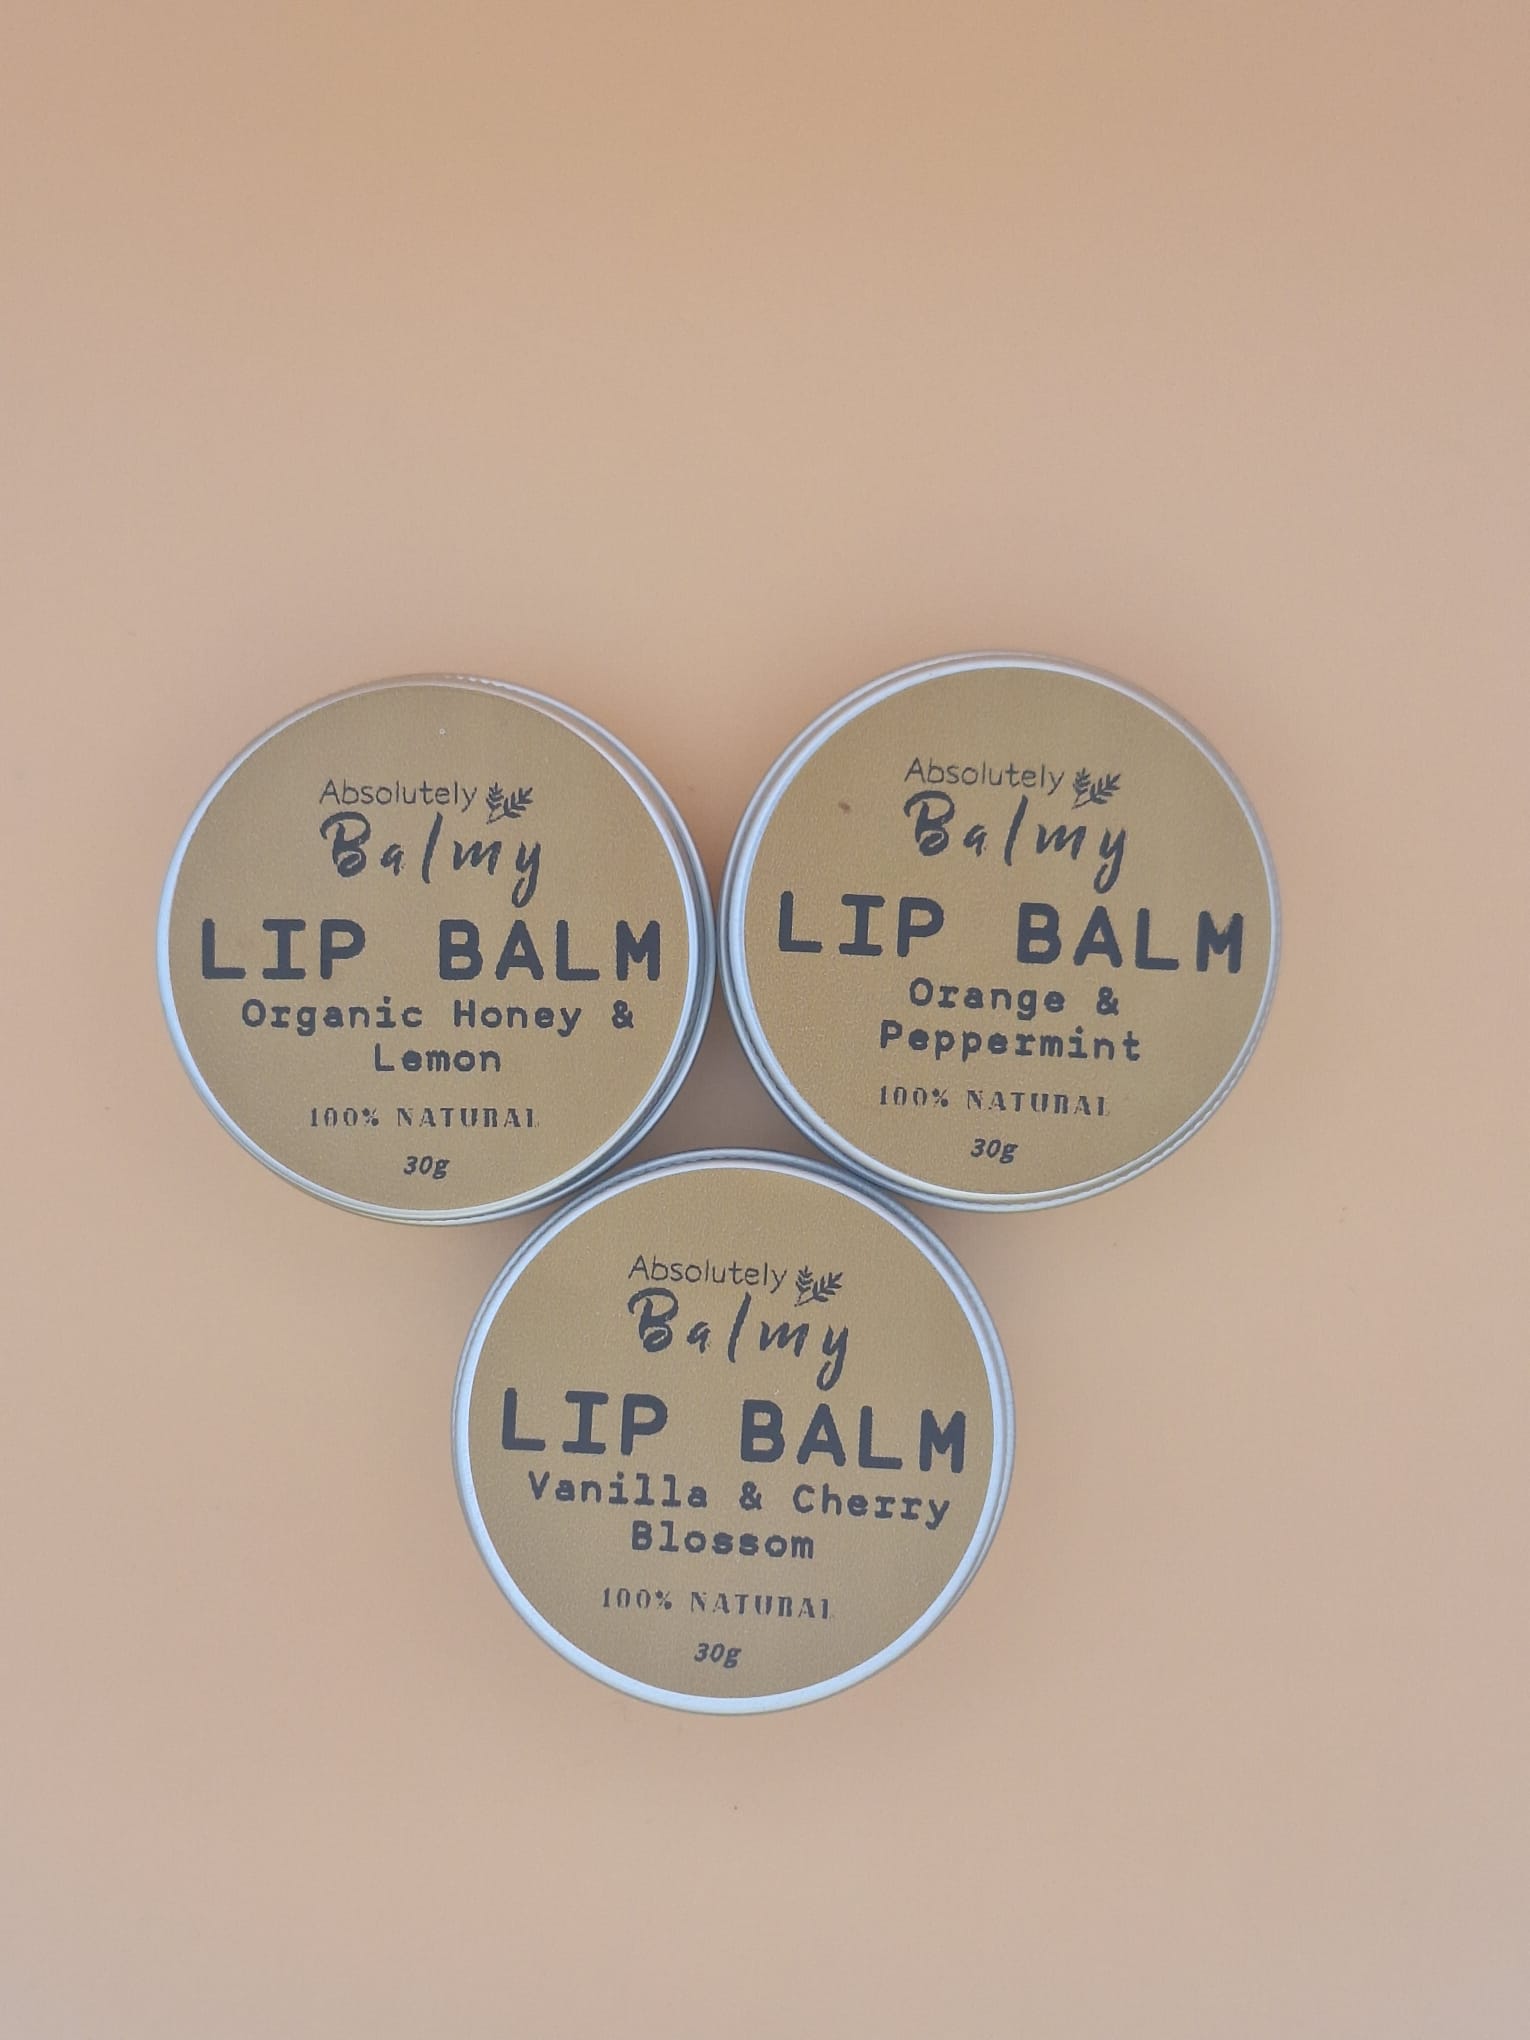 Absolutely
Balmy
LIP BALM
Organic Honey &
Lemon
100% NATURAL
30g
Absolutely
Balmy
LIP BALM
Orange &
Peppermint
100% NATURAL
30g
Absolutely
Balmy
LIP BALM
Vanilla & Cherry
Blossom
100% NATURAL
30g